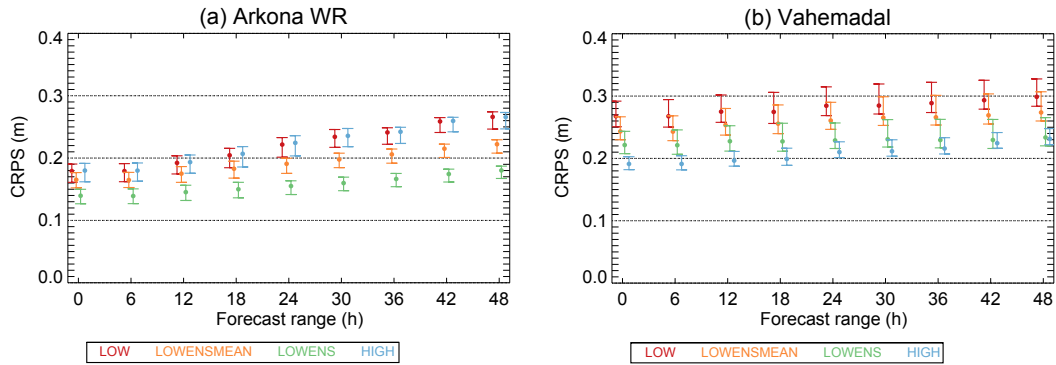 (a) Arkona WR
0.4
0.3
0.2
0.1
0.0
CRPS (m)
0 6 12 18 24 30 36 42 48
Forecast range (h)
LOW LOWENSMEAN LOWENS HIGH
(b) Vahemadal
0.4
0.3
0.2
0.1
0.0
CRPS (m)
0 6 12 18 24 30 36 42 48
Forecast range (h)
LOW LOWENSMEAN LOWENS HIGH